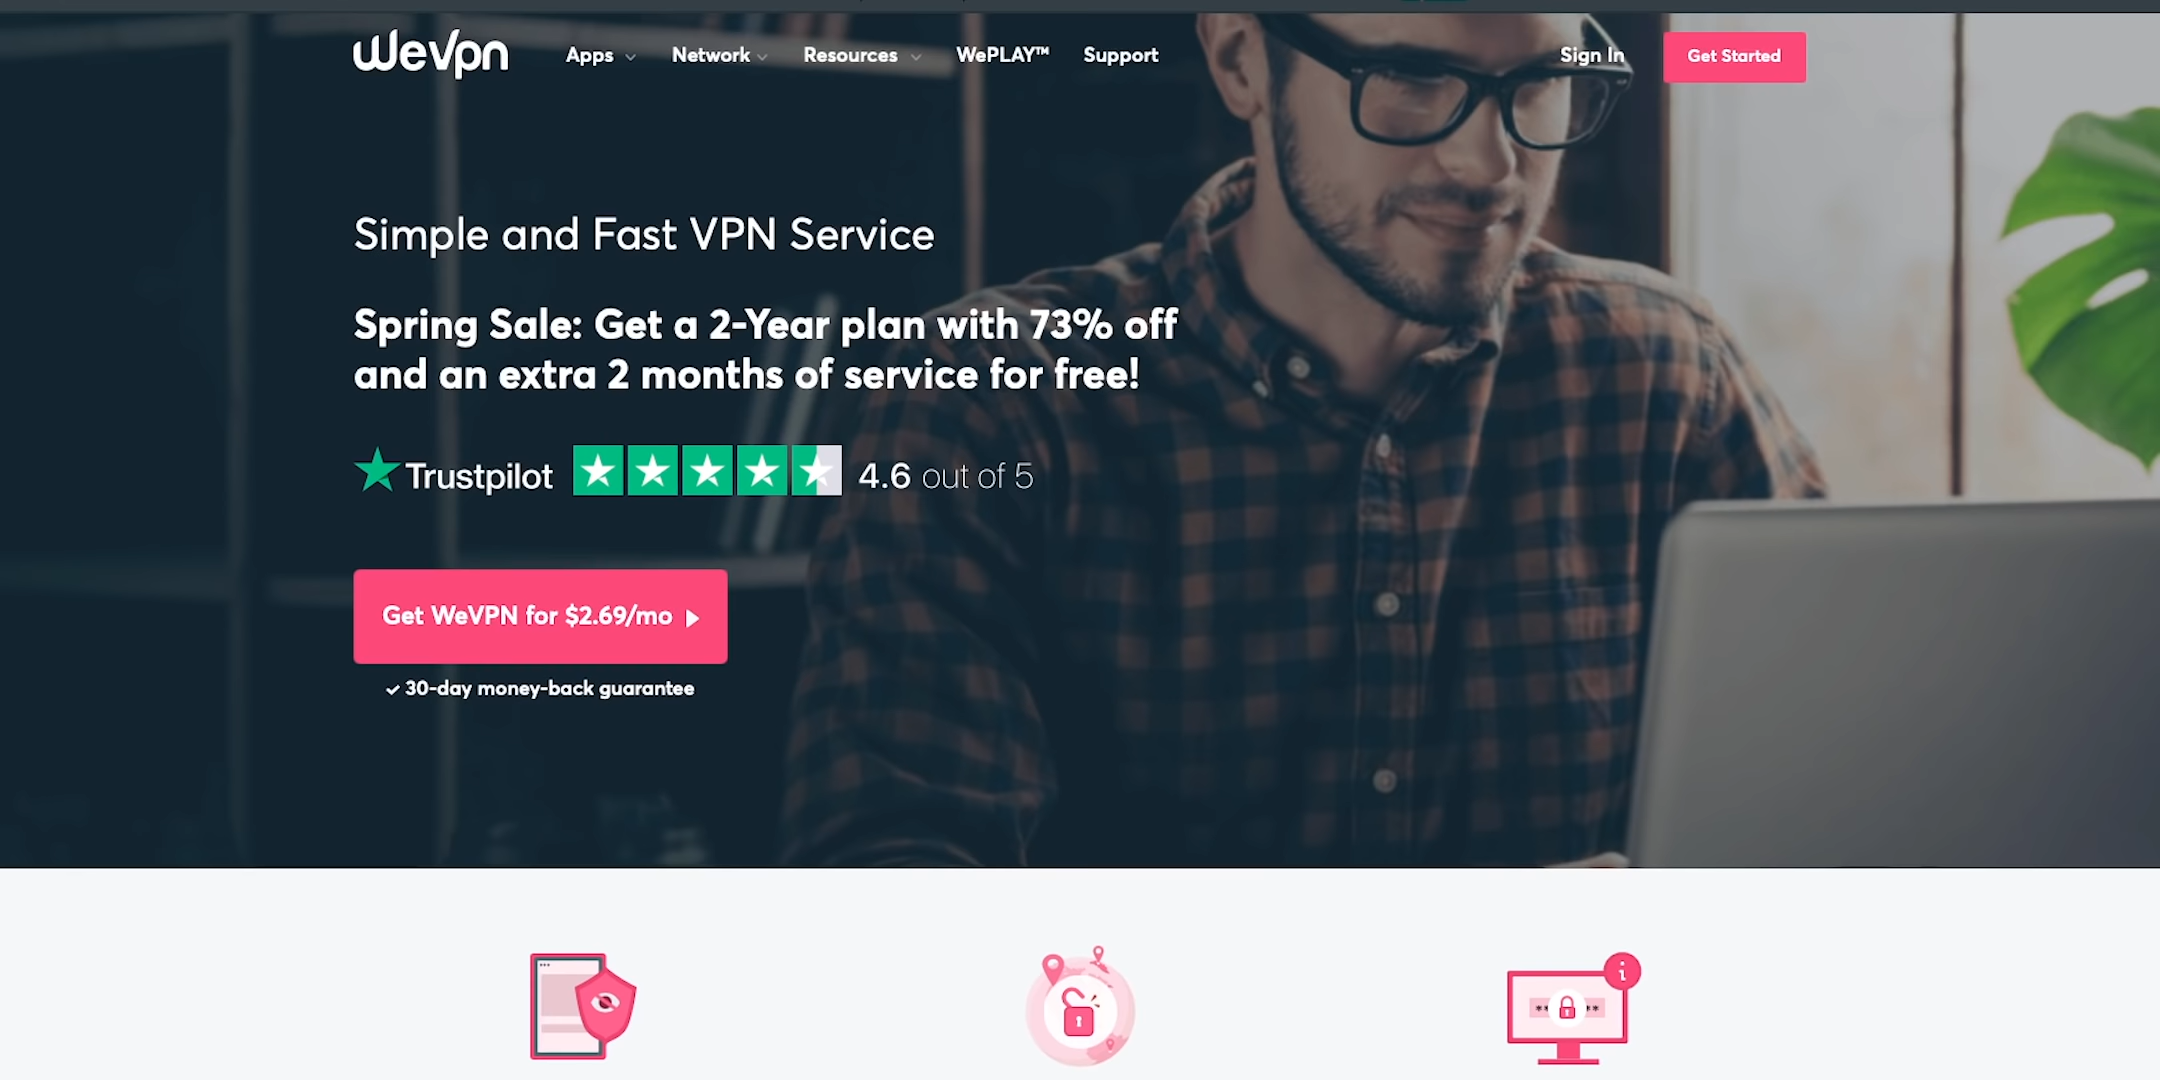 wevpn
Apps
Network
Resources
WePLAY™
Support
Sign In
Get Started
Simple and Fast VPN Service
Spring Sale: Get a 2-Year plan with 73% off
and an extra 2 months of service for free!
Trustpilot
4.6 out of 5
Get WeVPN for $2.69/mo
30-day money-back guarantee
i
** **